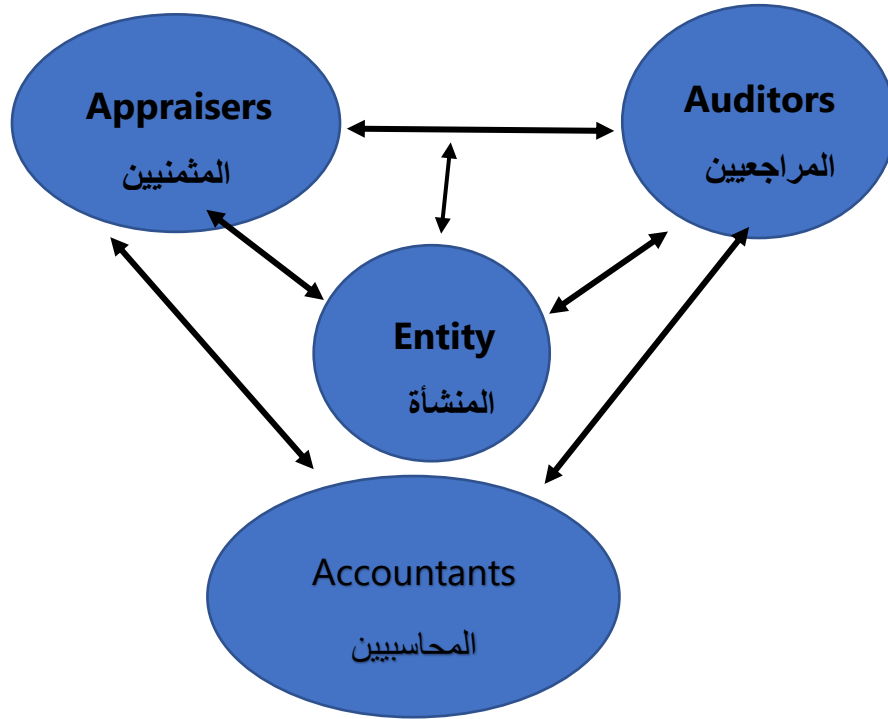 Appraisers
المثمنيين
Auditors
المراجعيين
Entity
المنشأة
Accountants
المحاسبيين